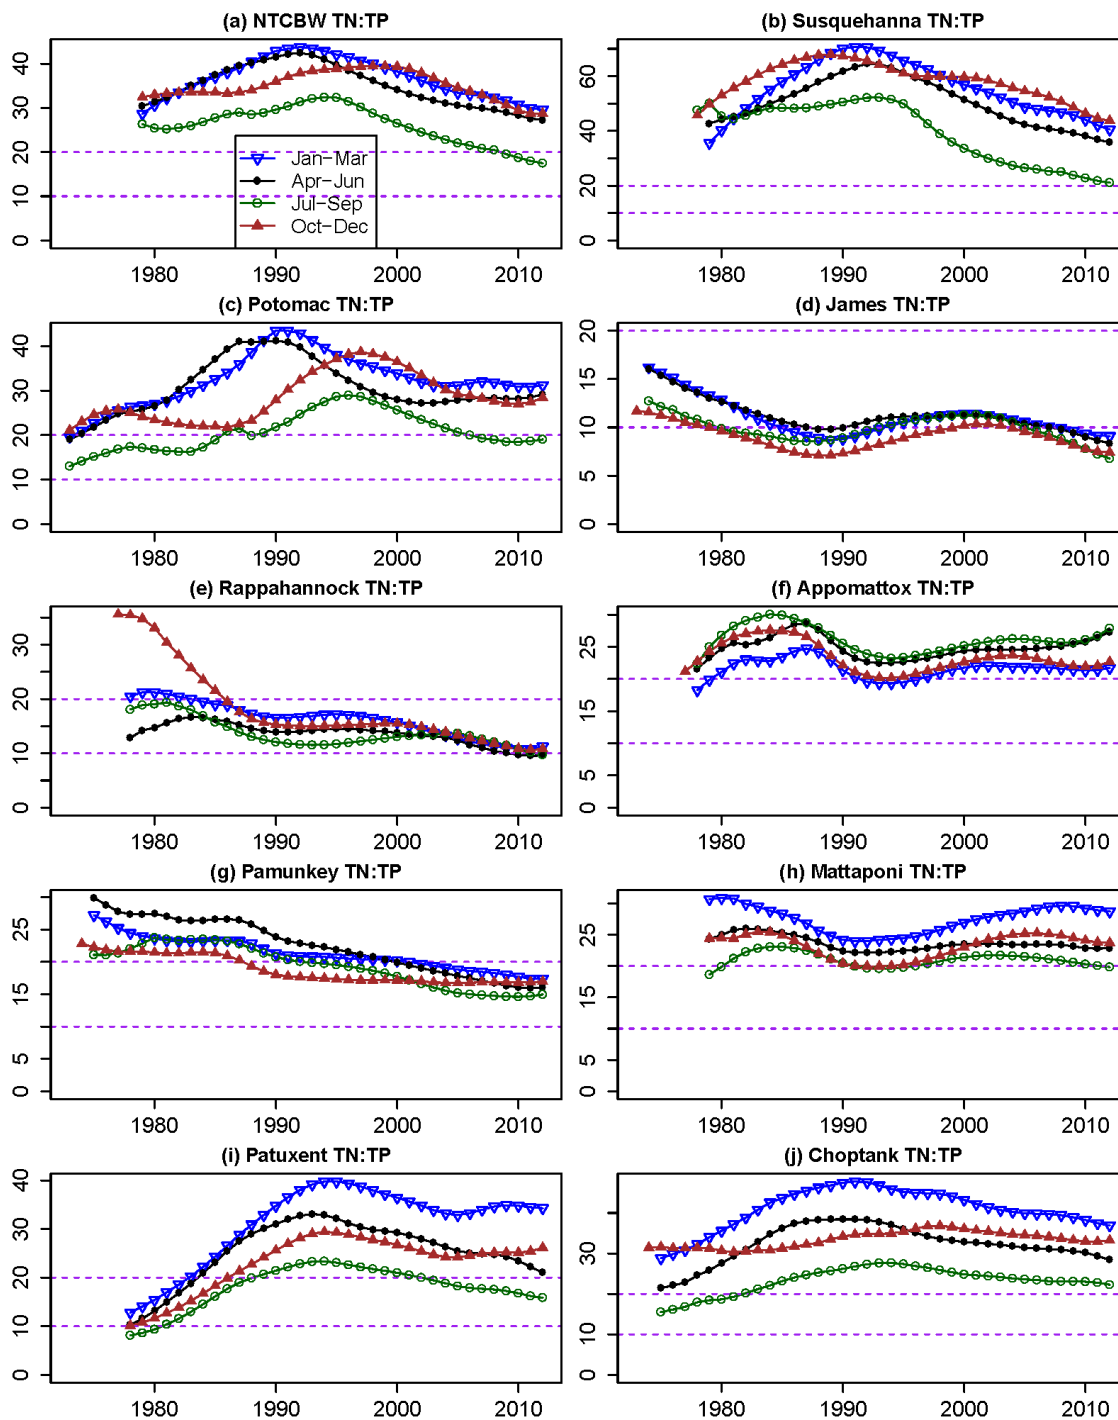 (a) NTCBW TN:TP
0 10 20 30 40
Jan−Mar
Apr−Jun
Jul−Sep
Oct−Dec
1980 1990 2000 2010
(b) Susquehanna TN:TP
0 20 40 60
1980 1990 2000 2010
(c) Potomac TN:TP
0 10 20 30 40
1980 1990 2000 2010
(d) James TN:TP
0 5 10 15 20
1980 1990 2000 2010
(e) Rappahannock TN:TP
0 10 20 30
1980 1990 2000 2010
(f) Appomattox TN:TP
0 5 15 25
1980 1990 2000 2010
(g) Pamunkey TN:TP
0 5 15 25
1980 1990 2000 2010
(h) Mattaponi TN:TP
0 5 15 25
1980 1990 2000 2010
(i) Patuxent TN:TP
0 10 20 30 40
1980 1990 2000 2010
(j) Choptank TN:TP
0 10 30
1980 1990 2000 2010